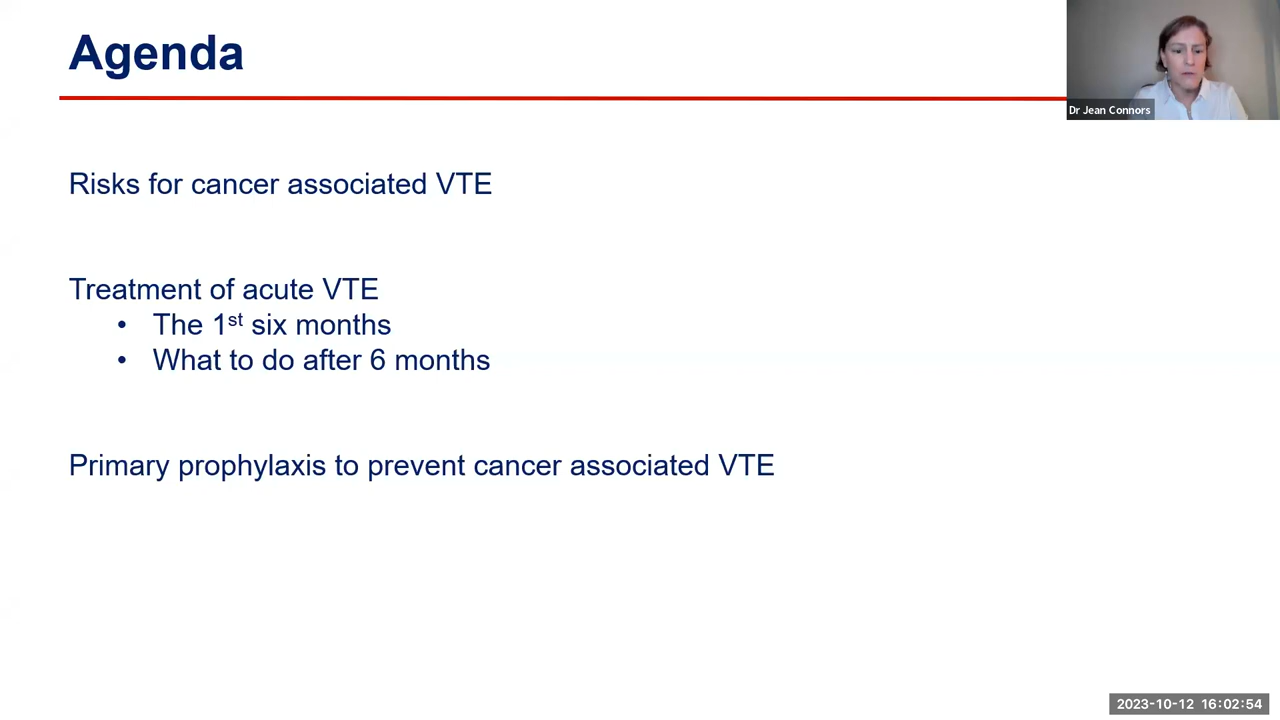 Agenda
Dr Jean Connors
Risks for cancer associated VTE
Treatment of acute VTE
• The 1st six months
• What to do after 6 months
Primary prophylaxis to prevent cancer associated VTE
2023-10-12 16:02:54